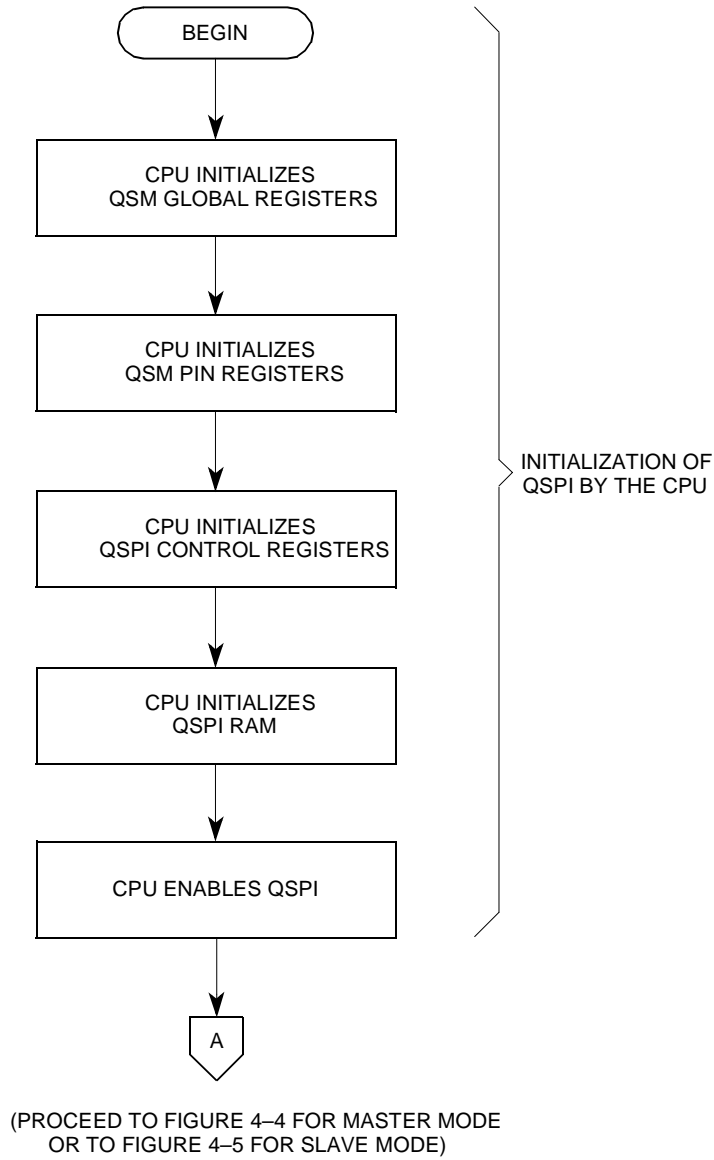 BEGIN
CPU INITIALIZES
QSM GLOBAL REGISTERS
CPU INITIALIZES
QSM PIN REGISTERS
CPU INITIALIZES
QSPI CONTROL REGISTERS
INITIALIZATION OF
QSPI BY THE CPU
CPU INITIALIZES
QSPI RAM
CPU ENABLES QSPI
A
(PROCEED TO FIGURE 4–4 FOR MASTER MODE
OR TO FIGURE 4–5 FOR SLAVE MODE)